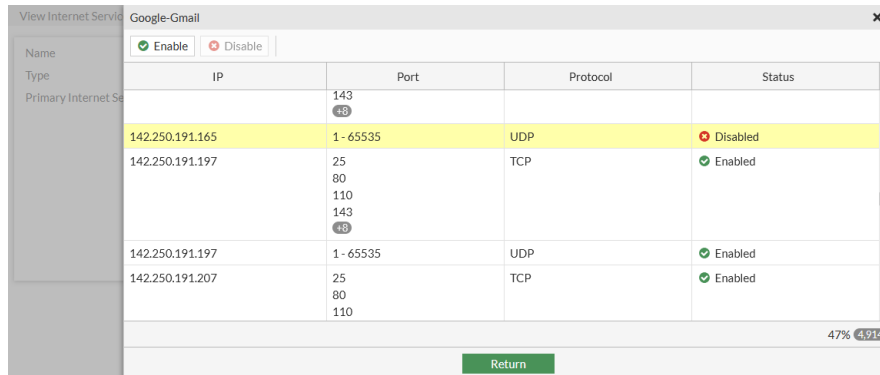 View Internet Servic
Google-Gmail
Name
Type
Primary Internet Se
Enable Disable
IP Port Protocol Status
143
+8
142.250.191.165 1 - 65535 UDP Disabled
142.250.191.197 25 TCP Enabled
80
110
143
+8
142.250.191.197 1 - 65535 UDP Enabled
142.250.191.207 25 TCP Enabled
80
110
47% 4,914
Return